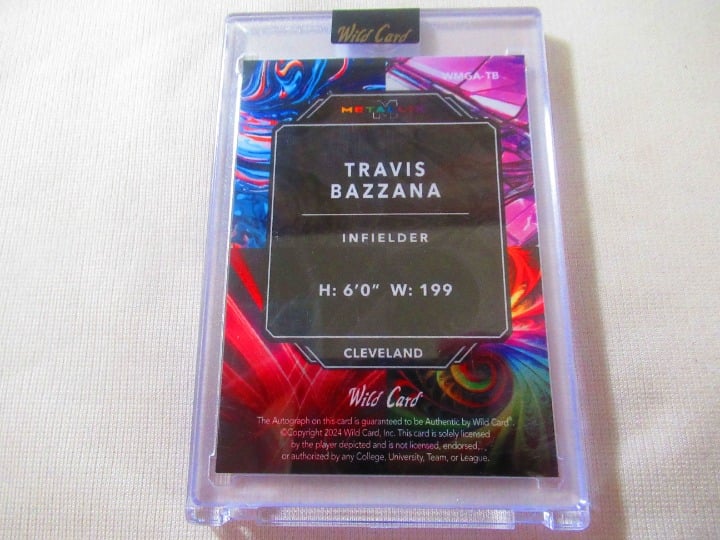 Wild Card
WMGA-TB
METALLIX
TRAVIS
BAZZANA
INFIELDER
H: 6'0" W: 199
CLEVELAND
Wild Card
The Autograph on this card is guaranteed to be Authentic by Wild Card®.
©Copyright 2024 Wild Card, Inc. This card is solely licensed
by the player depicted and is not licensed, endorsed,
or authorized by any College, University, Team, or League.